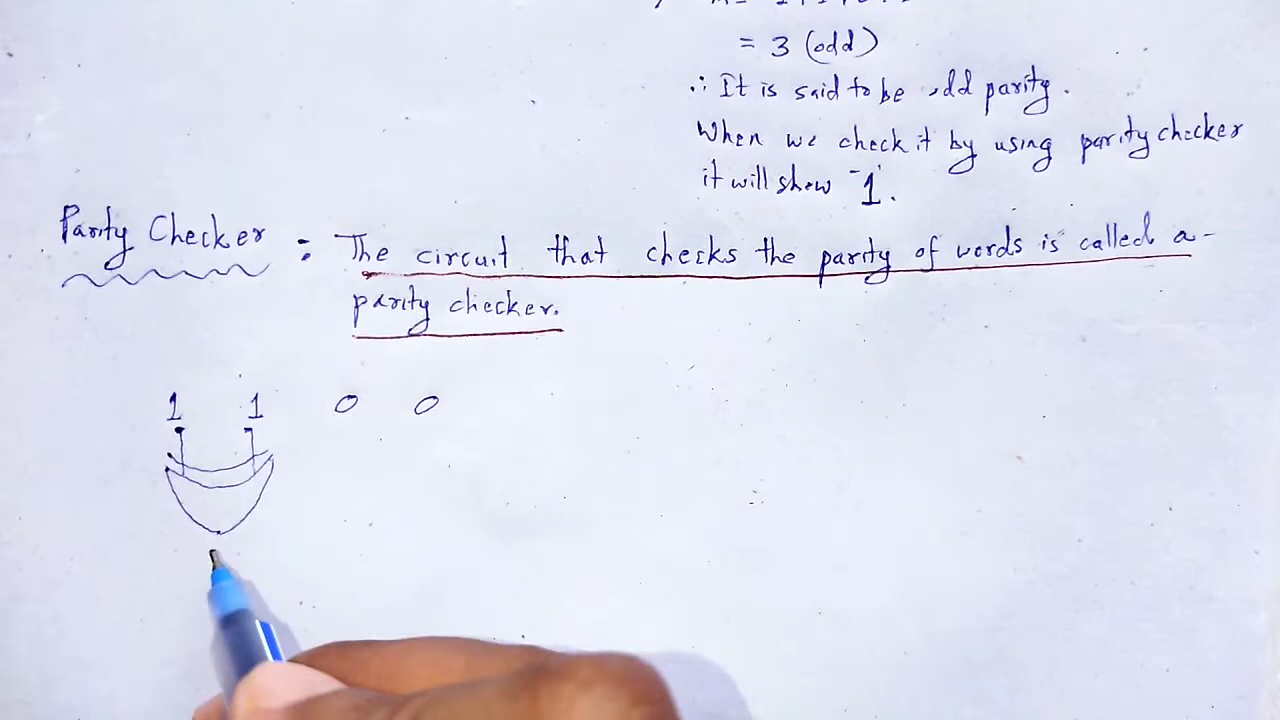 = 3 (odd)
∴ It is said to be odd parity.
When we check it by using parity checker
it will show "1".
Parity Checker : The circuit that checks the parity of words is called a-
parity checker.
1 1 0 0